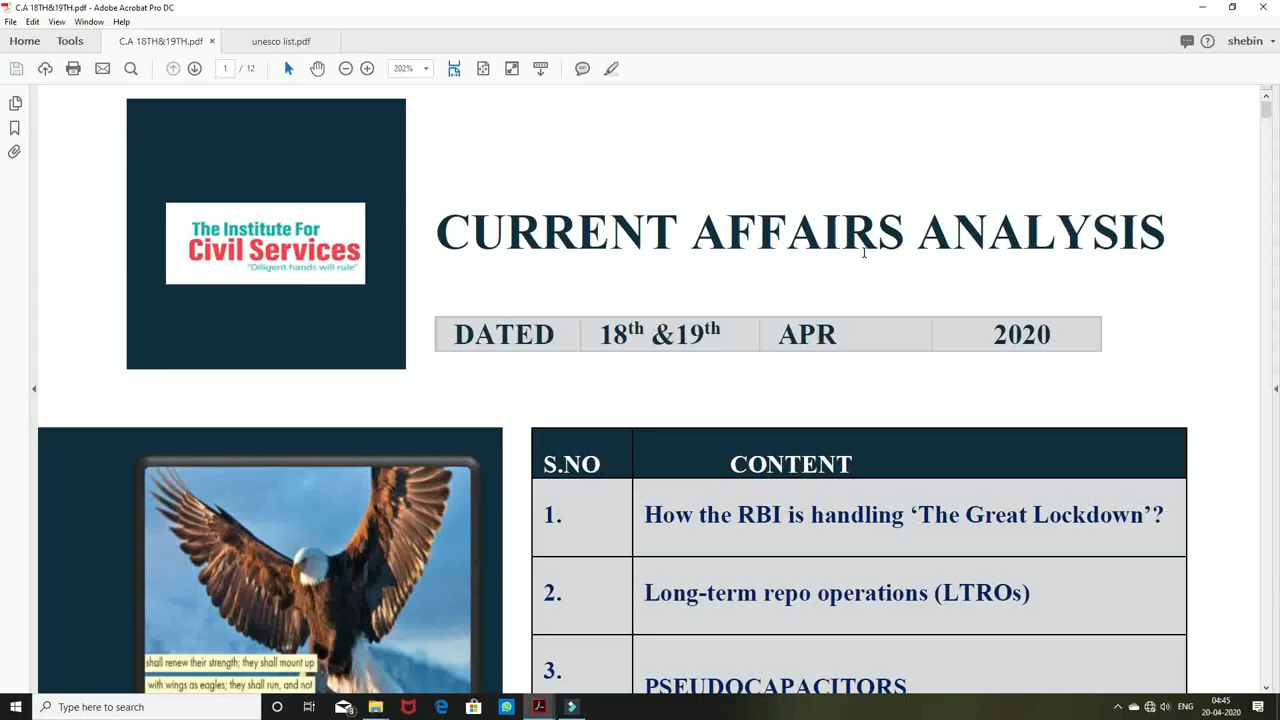 C.A 18TH&19TH.pdf - Adobe Acrobat Pro DC
File Edit View Window Help
Home Tools C.A 18TH&19TH.pdf × unesco list.pdf shebin
1 / 12 202%
The Institute For
Civil Services
"Diligent hands will rule"
CURRENT AFFAIRS ANALYSIS
DATED 18th &19th APR 2020
S.NO CONTENT
1. How the RBI is handling ‘The Great Lockdown’?
2. Long-term repo operations (LTROs)
3. PSEUDOCAPACITORS
shall renew their strength; they shall mount up
with wings as eagles; they shall run, and not
Type here to search
ENG
04:45
20-04-2020